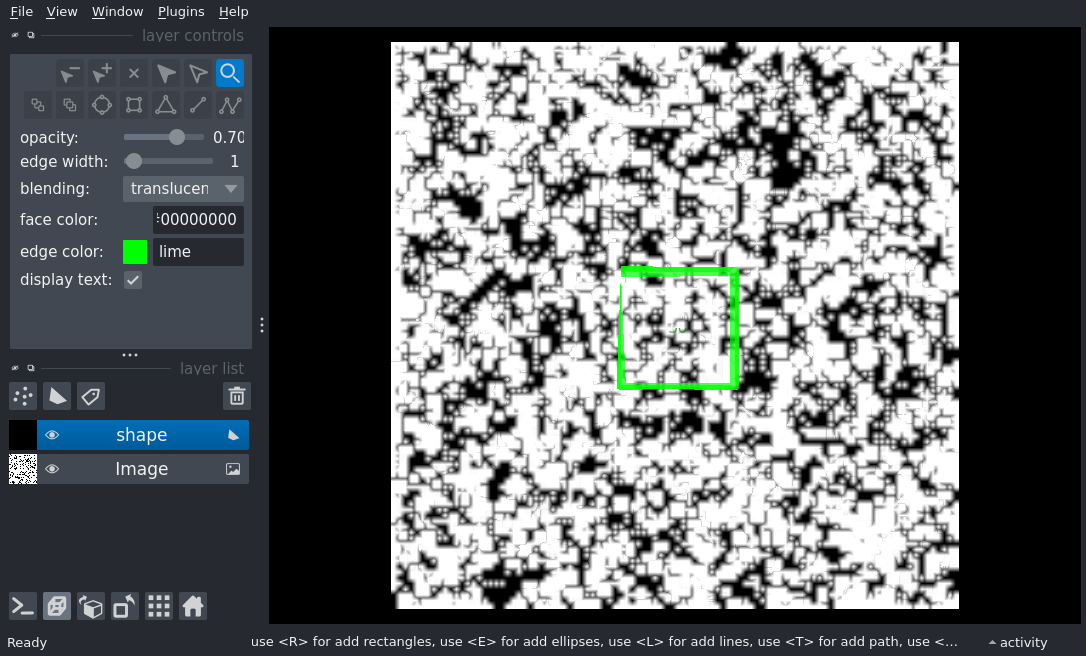 File View Window Plugins Help
layer controls
opacity: 0.70
edge width: 1
blending: translucen
face color: 00000000
edge color: lime
display text:
layer list
shape
Image
Ready use <R> for add rectangles, use <E> for add ellipses, use <L> for add lines, use <T> for add path, use <... activity